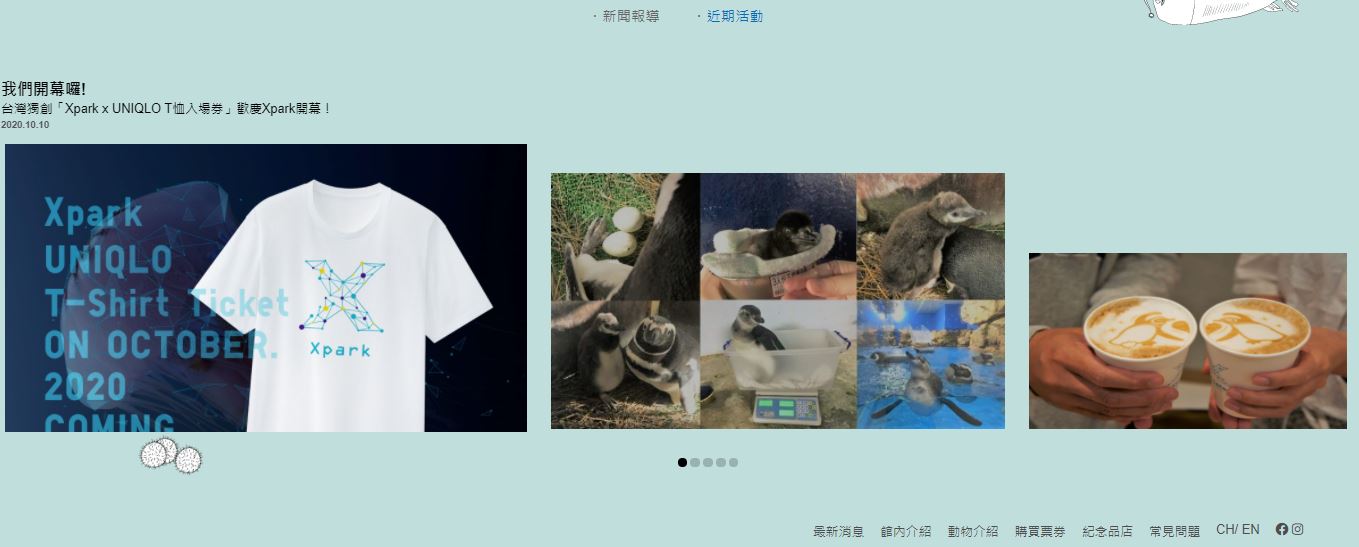 ・新聞報導 ・近期活動
我們開幕囉!
台灣獨創「Xpark x UNIQLO T恤入場券」歡慶Xpark開幕！
2020.10.10
Xpark
UNIQLO
T-Shirt Ticket
ON OCTOBER.
2020
COMING
Xpark
最新消息 館內介紹 動物介紹 購買票券 紀念品店 常見問題 CH/ EN